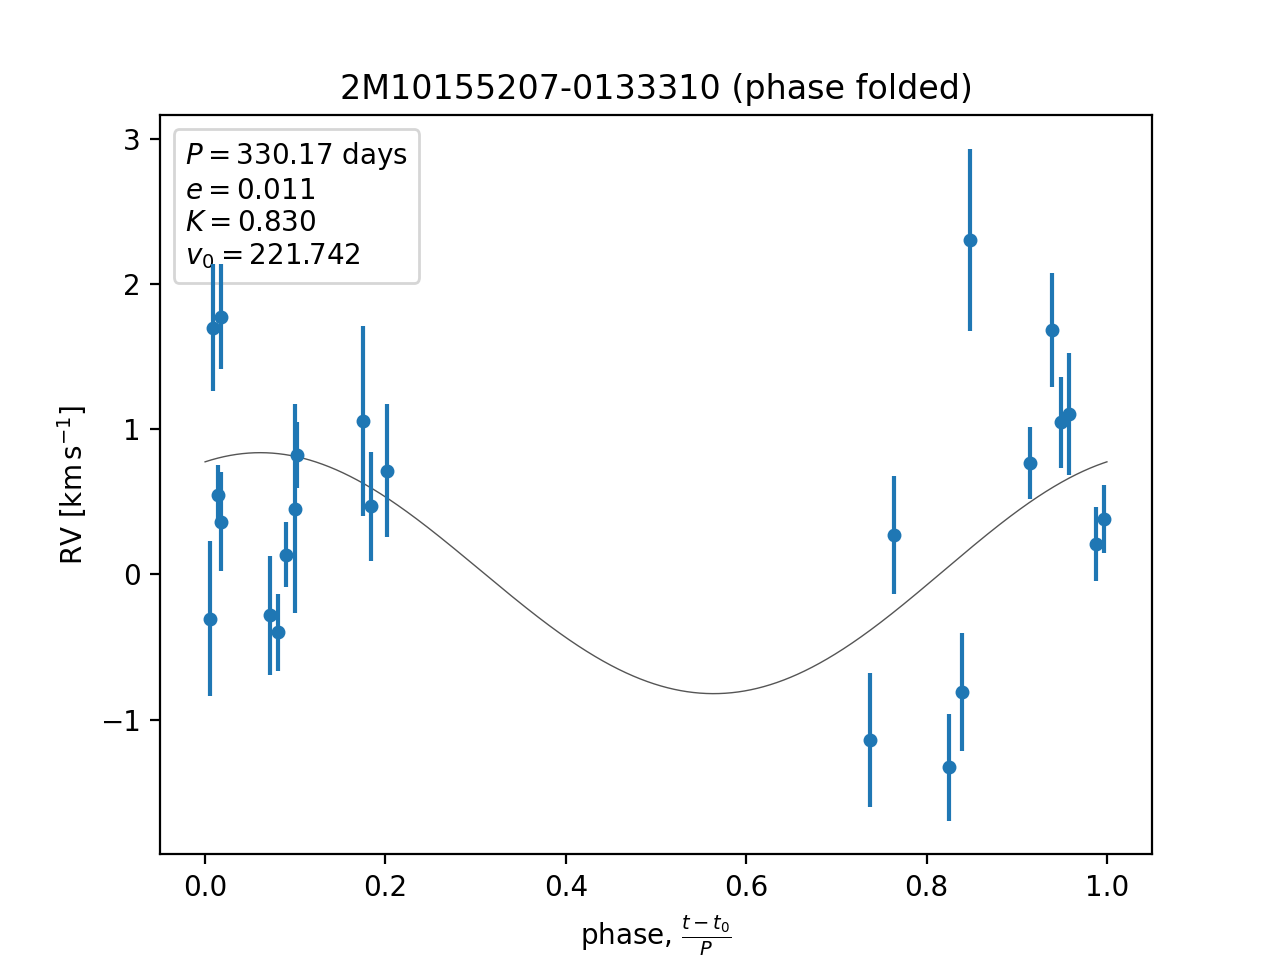 2M10155207-0133310 (phase folded)
P = 330.17 days
e = 0.011
K = 0.830
v₀ = 221.742
3
2
1
0
−1
RV [km s⁻¹]
0.0 0.2 0.4 0.6 0.8 1.0
phase, (t − t₀)/P